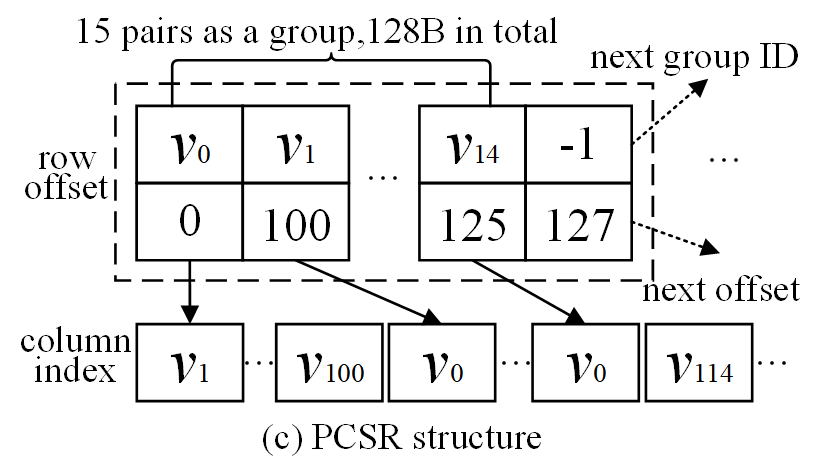 15 pairs as a group,128B in total
next group ID
row
offset
v0 v1 ... v14 -1 ...
0 100 125 127
next offset
column
index
v1 ... v100 v0 ... v0 v114 ...
(c) PCSR structure